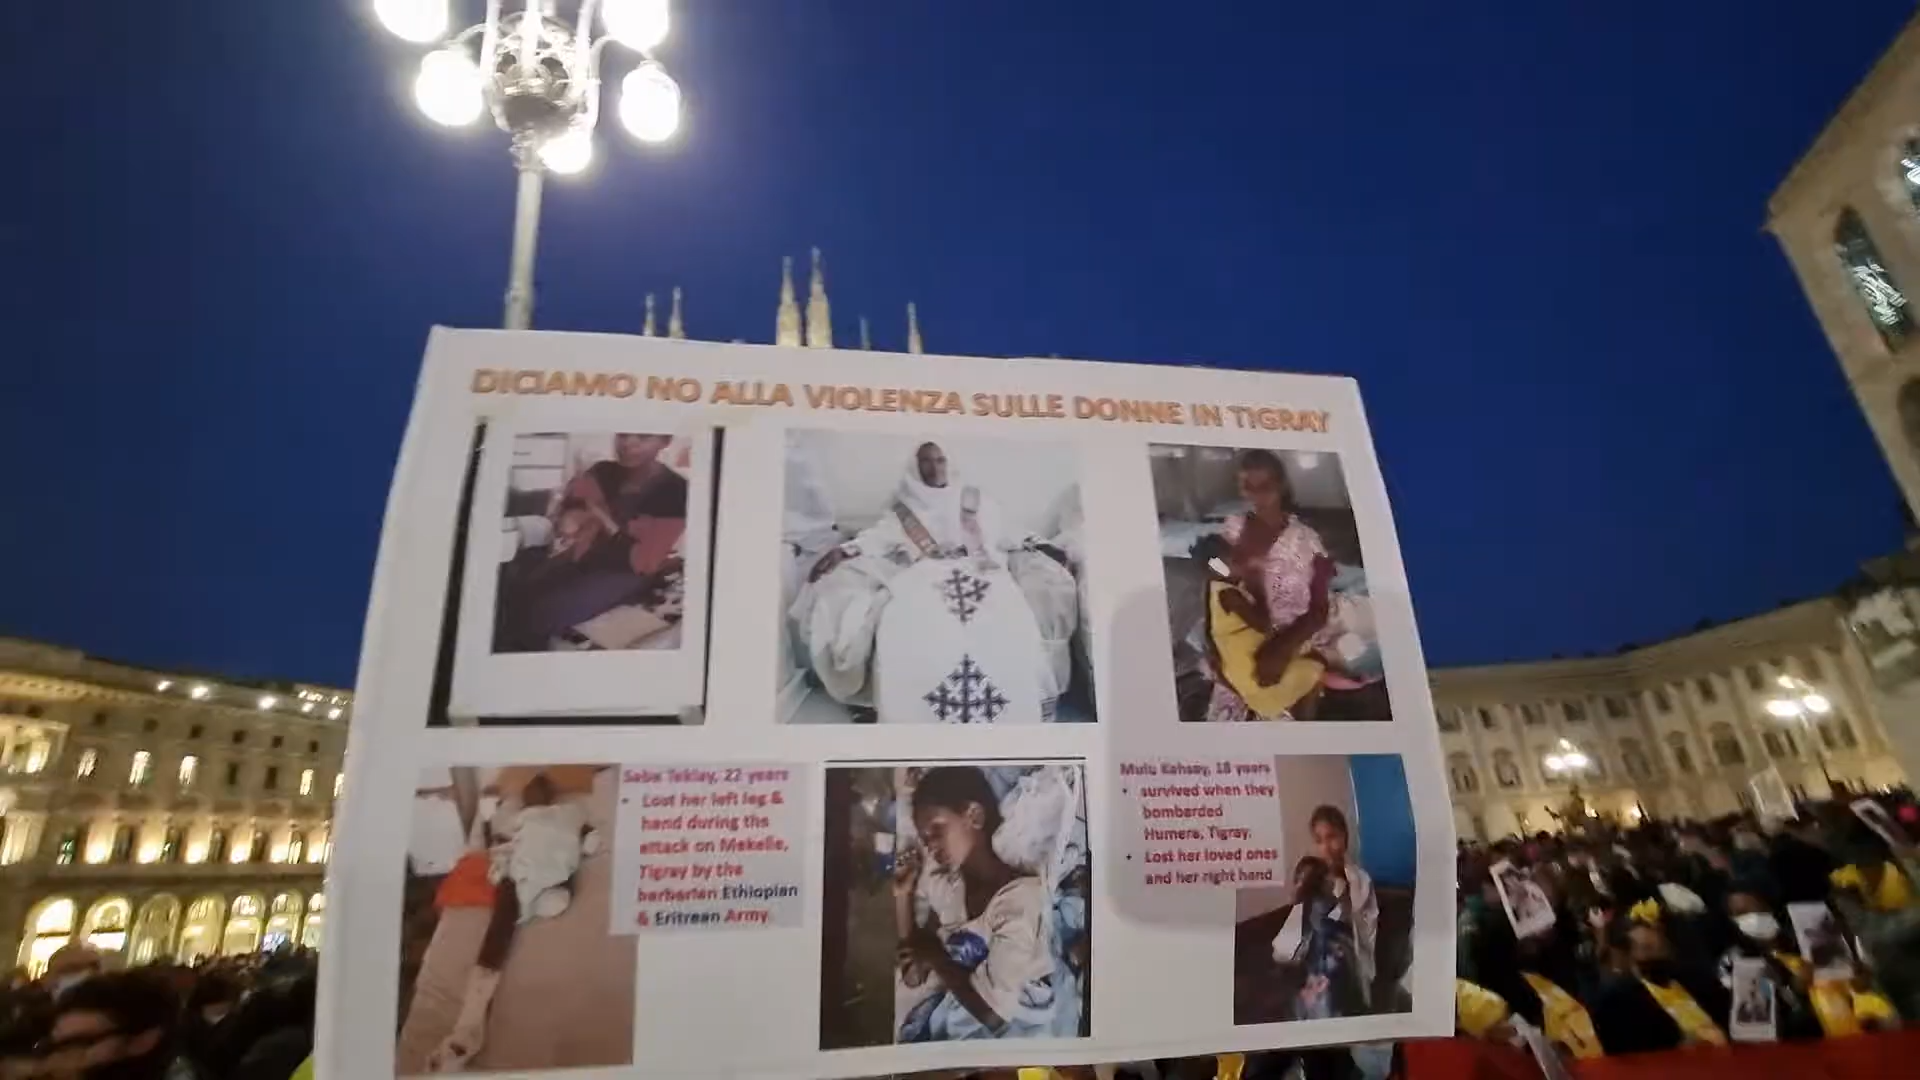 DICIAMO NO ALLA VIOLENZA SULLE DONNE IN TIGRAY
Saba Teklay, 22 years
• Lost her left leg &
hand during the
attack on Mekelle,
Tigray by the
barbarian Ethiopian
& Eritrean Army.
Mulu Kahsay, 18 years
• survived when they
bombarded
Humera, Tigray.
• Lost her loved ones
and her right hand